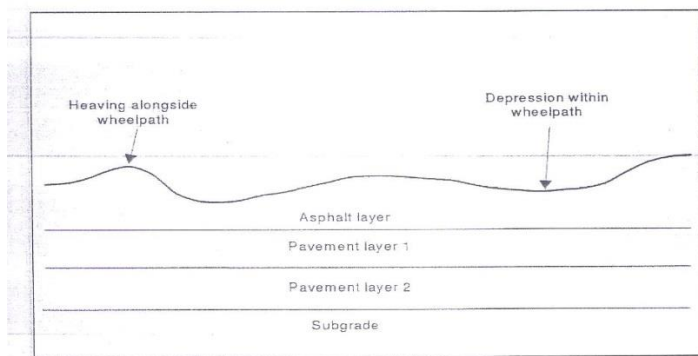 Heaving alongside
wheelpath
Depression within
wheelpath
Asphalt layer
Pavement layer 1
Pavement layer 2
Subgrade